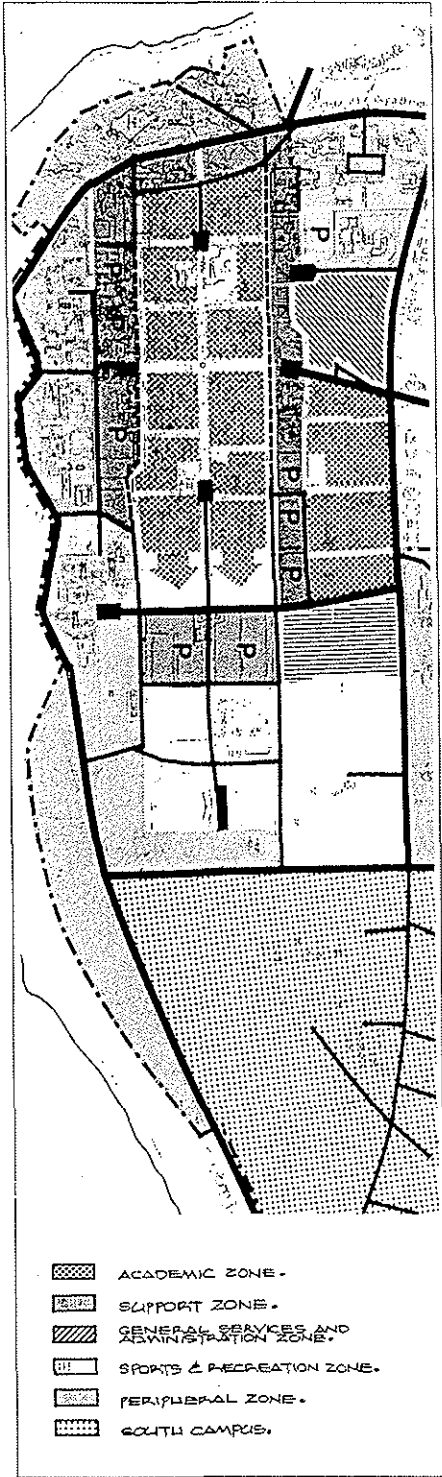 P
P
P
P
P
P
P
P
P
P
ACADEMIC ZONE.
SUPPORT ZONE.
GENERAL SERVICES AND
ADMINISTRATION ZONE.
SPORTS & RECREATION ZONE.
PERIPHERAL ZONE.
SOUTH CAMPUS.